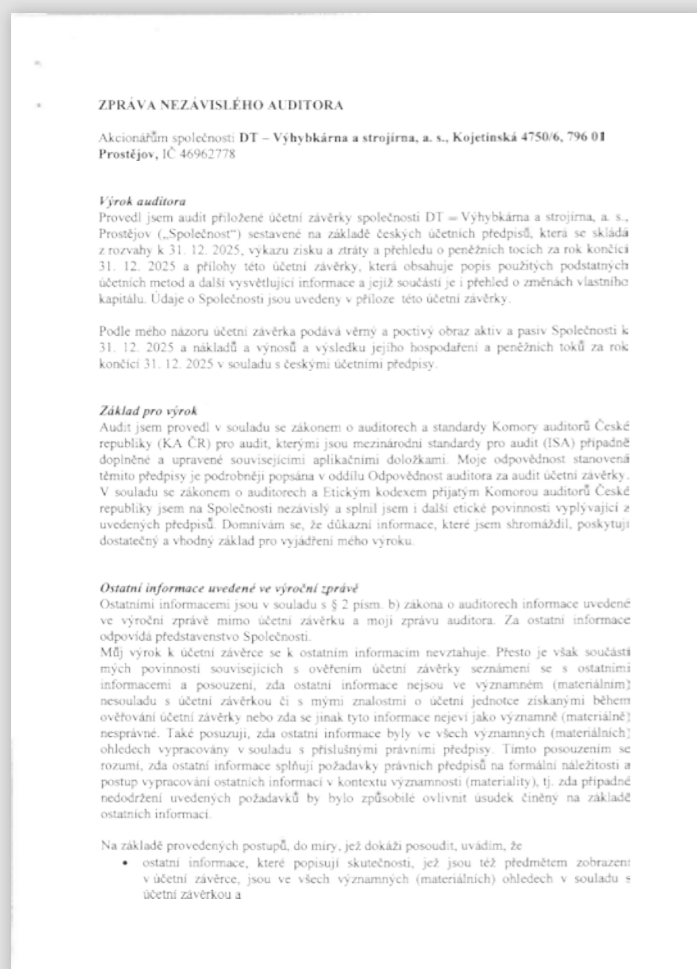 ZPRÁVA NEZÁVISLÉHO AUDITORA
Akcionářům společnosti DT – Výhybkárna a strojírna, a. s., Kojetínská 4750/6, 796 01
Prostějov, IČ 46962778
Výrok auditora
Provedl jsem audit přiložené účetní závěrky společnosti DT – Výhybkárna a strojírna, a. s.,
Prostějov („Společnost“) sestavené na základě českých účetních předpisů, která se skládá
z rozvahy k 31. 12. 2025, výkazu zisku a ztráty a přehledu o peněžních tocích za rok končící
31. 12. 2025 a přílohy této účetní závěrky, která obsahuje popis použitých podstatných
účetních metod a další vysvětlující informace a jejíž součástí je i přehled o změnách vlastního
kapitálu. Údaje o Společnosti jsou uvedeny v příloze této účetní závěrky.
Podle mého názoru účetní závěrka podává věrný a poctivý obraz aktiv a pasiv Společnosti k
31. 12. 2025 a nákladů a výnosů a výsledku jejího hospodaření a peněžních toků za rok
končící 31. 12. 2025 v souladu s českými účetními předpisy.
Základ pro výrok
Audit jsem provedl v souladu se zákonem o auditorech a standardy Komory auditorů České
republiky (KA ČR) pro audit, kterými jsou mezinárodní standardy pro audit (ISA) případně
doplněné a upravené souvisejícími aplikačními doložkami. Moje odpovědnost stanovená
těmito předpisy je podrobněji popsána v oddílu Odpovědnost auditora za audit účetní závěrky.
V souladu se zákonem o auditorech a Etickým kodexem přijatým Komorou auditorů České
republiky jsem na Společnosti nezávislý a splnil jsem i další etické povinnosti vyplývající z
uvedených předpisů. Domnívám se, že důkazní informace, které jsem shromáždil, poskytují
dostatečný a vhodný základ pro vyjádření mého výroku.
Ostatní informace uvedené ve výroční zprávě
Ostatními informacemi jsou v souladu s § 2 písm. b) zákona o auditorech informace uvedené
ve výroční zprávě mimo účetní závěrku a moji zprávu auditora. Za ostatní informace
odpovídá představenstvo Společnosti.
Můj výrok k účetní závěrce se k ostatním informacím nevztahuje. Přesto je však součástí
mých povinností souvisejících s ověřením účetní závěrky seznámení se s ostatními
informacemi a posouzení, zda ostatní informace nejsou ve významném (materiálním)
nesouladu s účetní závěrkou či s mými znalostmi o účetní jednotce získanými během
ověřování účetní závěrky nebo zda se jinak tyto informace nejeví jako významně (materiálně)
nesprávné. Také posuzuji, zda ostatní informace byly ve všech významných (materiálních)
ohledech vypracovány v souladu s příslušnými právními předpisy. Tímto posouzením se
rozumí, zda ostatní informace splňují požadavky právních předpisů na formální náležitosti a
postup vypracování ostatních informací v kontextu významnosti (materiality), tj. zda případné
nedodržení uvedených požadavků by bylo způsobilé ovlivnit úsudek činěný na základě
ostatních informací.
Na základě provedených postupů, do míry, jež dokáži posoudit, uvádím, že
• ostatní informace, které popisují skutečnosti, jež jsou též předmětem zobrazení
v účetní závěrce, jsou ve všech významných (materiálních) ohledech v souladu s
účetní závěrkou a